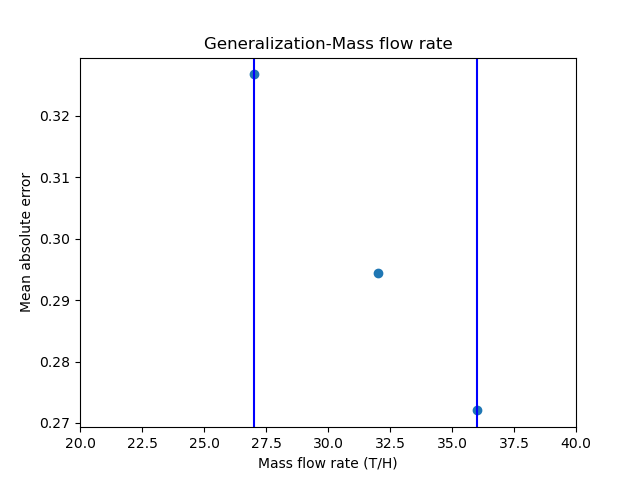 Generalization-Mass flow rate
0.32
0.31
0.30
0.29
0.28
0.27
Mean absolute error
20.0 22.5 25.0 27.5 30.0 32.5 35.0 37.5 40.0
Mass flow rate (T/H)